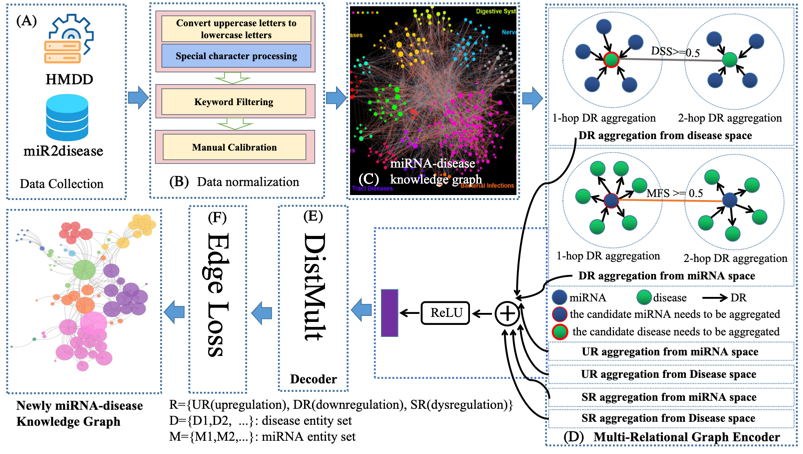 (A)
HMDD
miR2disease
Data Collection
Convert uppercase letters to
lowercase letters
Special character processing
Keyword Filtering
Manual Calibration
(B) Data normalization
Digestive Syst
Nerv
ases
miRNA-disease
(C) knowledge graph
Bacterial Infections
DSS>=0.5
1-hop DR aggregation
2-hop DR aggregation
DR aggregation from disease space
MFS >=0.5
1-hop DR aggregation
2-hop DR aggregation
DR aggregation from miRNA space
miRNA
disease
DR
the candidate miRNA needs to be aggregated
the candidate disease needs to be aggregated
UR aggregation from miRNA space
UR aggregation from Disease space
SR aggregation from miRNA space
SR aggregation from Disease space
(D) Multi-Relational Graph Encoder
ReLU
(E)
DistMult
Decoder
(F)
Edge Loss
Newly miRNA-disease
Knowledge Graph
R={UR(upregulation), DR(downregulation), SR(dysregulation)}
D={D1,D2, ...}: disease entity set
M={M1,M2,...}: miRNA entity set